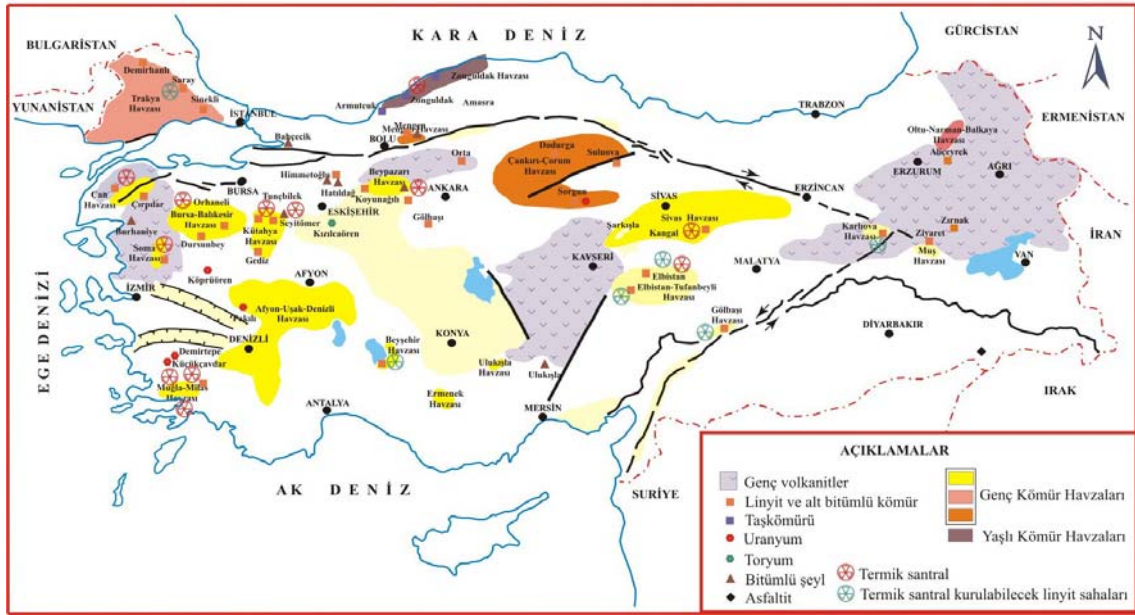 BULGARİSTAN
KARA DENİZ
GÜRCİSTAN
YUNANİSTAN
Demirhanlı
Saray
Trakya
Havzası
Sinekli
İSTANBUL
Zonguldak Havzası
Zonguldak
Amasra
Armutcuk
TRABZON
ERMENİSTAN
Bahçecik
Mengen
Mengen Havzası
BOLU
Orta
Dodurga
Çankırı-Çorum
Havzası
Suluova
Sorgun
Oltu-Narman-Balkaya
Havzası
Aliçeyrek
ERZURUM
AĞRI
Himmetoğlu
Hatıldağ
Beypazarı
Havzası
Koyunağılı
ANKARA
Gölbaşı
ERZİNCAN
Çan
Havzası
Çırpılar
BURSA
Orhaneli
Bursa-Balıkesir
Havzası
Tunçbilek
Seyitömer
ESKİŞEHİR
Kızılcaören
SİVAS
Sivas Havzası
Şarkışla
Kangal
Karlıova
Havzası
Zırnak
Ziyaret
Muş
Havzası
İRAN
Burhaniye
Dursunbey
Kütahya
Havzası
Gediz
Soma
Havzası
KAYSERİ
MALATYA
VAN
Elbistan
Elbistan-Tufanbeyli
Havzası
EGE DENİZİ
İZMİR
Köprüören
AFYON
Afyon-Uşak-Denizli
Havzası
DENİZLİ
KONYA
Beyşehir
Havzası
Gölbaşı
Havzası
DİYARBAKIR
Demirtepe
Küçükçavdar
Muğla-Milas
Havzası
Ulukışla
Havzası
Ulukışla
Ermenek
Havzası
ANTALYA
MERSİN
IRAK
AK DENİZ
SURİYE
AÇIKLAMALAR
Genç volkanitler
Linyit ve alt bitümlü kömür
Taşkömürü
Uranyum
Toryum
Bitümlü şeyl
Asfaltit
Genç Kömür Havzaları
Yaşlı Kömür Havzaları
Termik santral
Termik santral kurulabilecek linyit sahaları
N